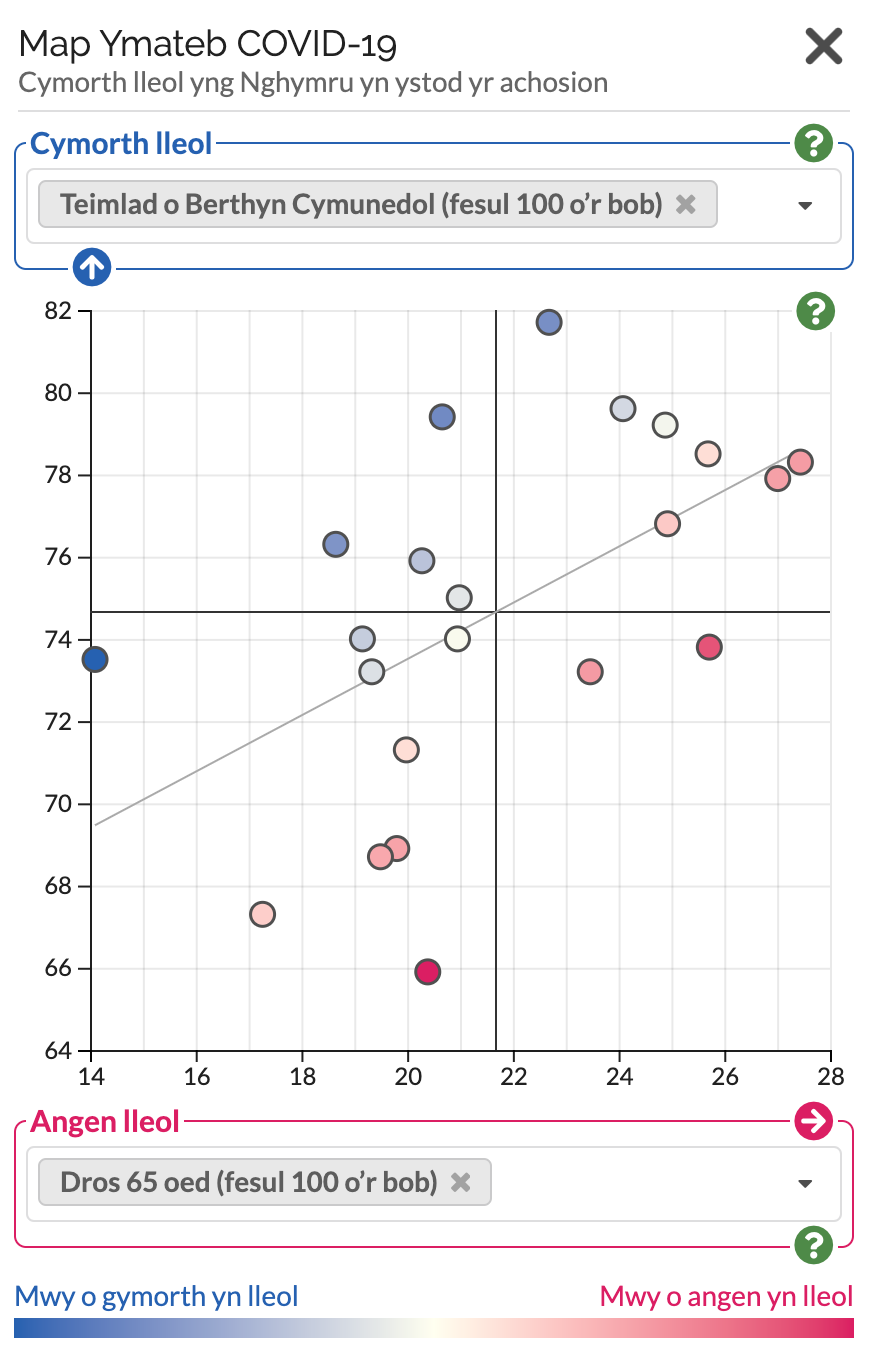 Map Ymateb COVID-19
Cymorth lleol yng Nghymru yn ystod yr achosion
Cymorth lleol
?
Teimlad o Berthyn Cymunedol (fesul 100 o’r bob)
?
82
80
78
76
74
72
70
68
66
64
14 16 18 20 22 24 26 28
Angen lleol
Dros 65 oed (fesul 100 o’r bob)
?
Mwy o gymorth yn lleol Mwy o angen yn lleol